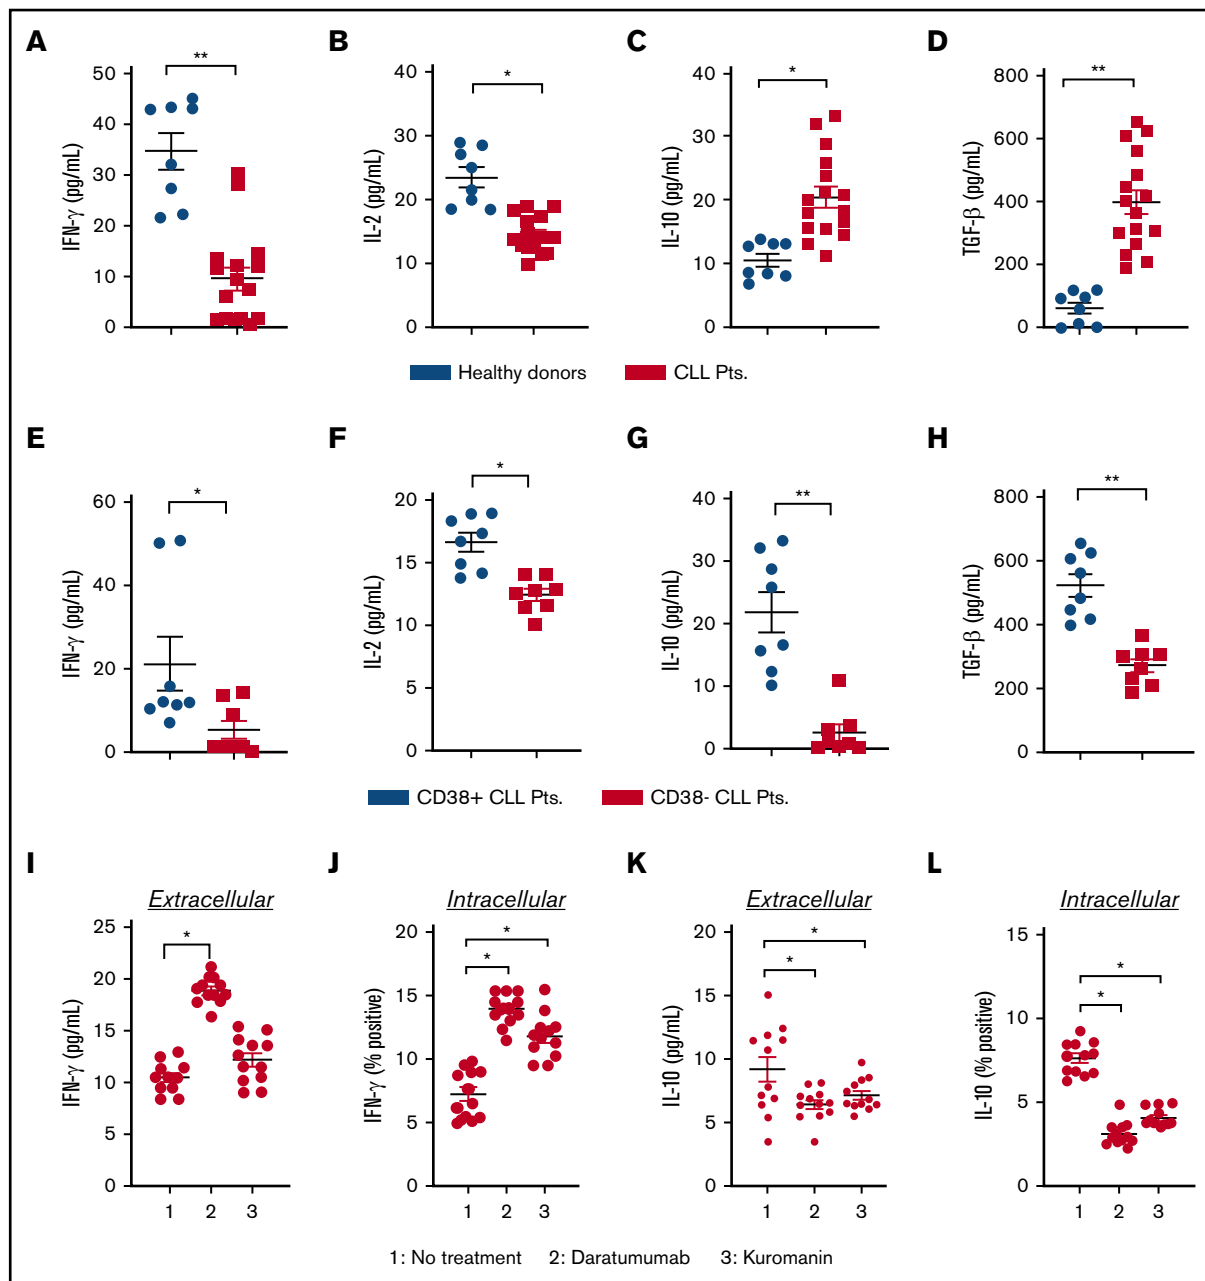 A
B
C
D
**
*
*
**
IFN-γ (pg/mL)
50
40
30
20
10
0
IL-2 (pg/mL)
40
30
20
10
0
IL-10 (pg/mL)
40
30
20
10
0
TGF-β (pg/mL)
800
600
400
200
0
Healthy donors
CLL Pts.
E
F
G
H
*
*
**
**
IFN-γ (pg/mL)
60
40
20
0
IL-2 (pg/mL)
20
15
10
5
0
IL-10 (pg/mL)
40
30
20
10
0
TGF-β (pg/mL)
800
600
400
200
0
CD38+ CLL Pts.
CD38- CLL Pts.
I
J
K
L
Extracellular
Intracellular
Extracellular
Intracellular
IFN-γ (pg/mL)
25
20
15
10
5
0
*
1 2 3
IFN-γ (% positive)
20
15
10
5
0
*
*
1 2 3
IL-10 (pg/mL)
20
15
10
5
0
*
*
1 2 3
IL-10 (% positive)
15
10
5
0
*
*
1 2 3
1: No treatment 2: Daratumumab 3: Kuromanin